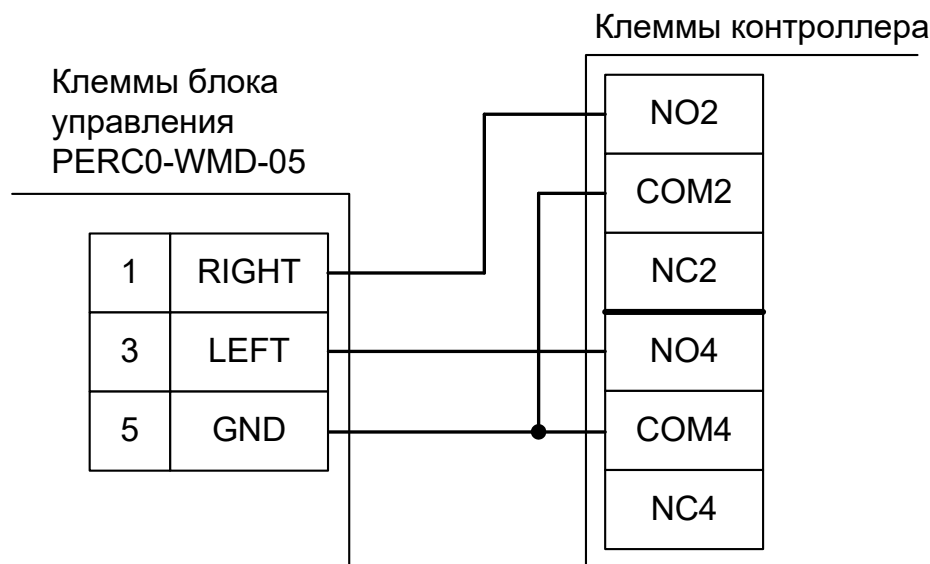 Клеммы контроллера
Клеммы блока
управления
PERC0-WMD-05
1 RIGHT
3 LEFT
5 GND
NO2
COM2
NC2
NO4
COM4
NC4